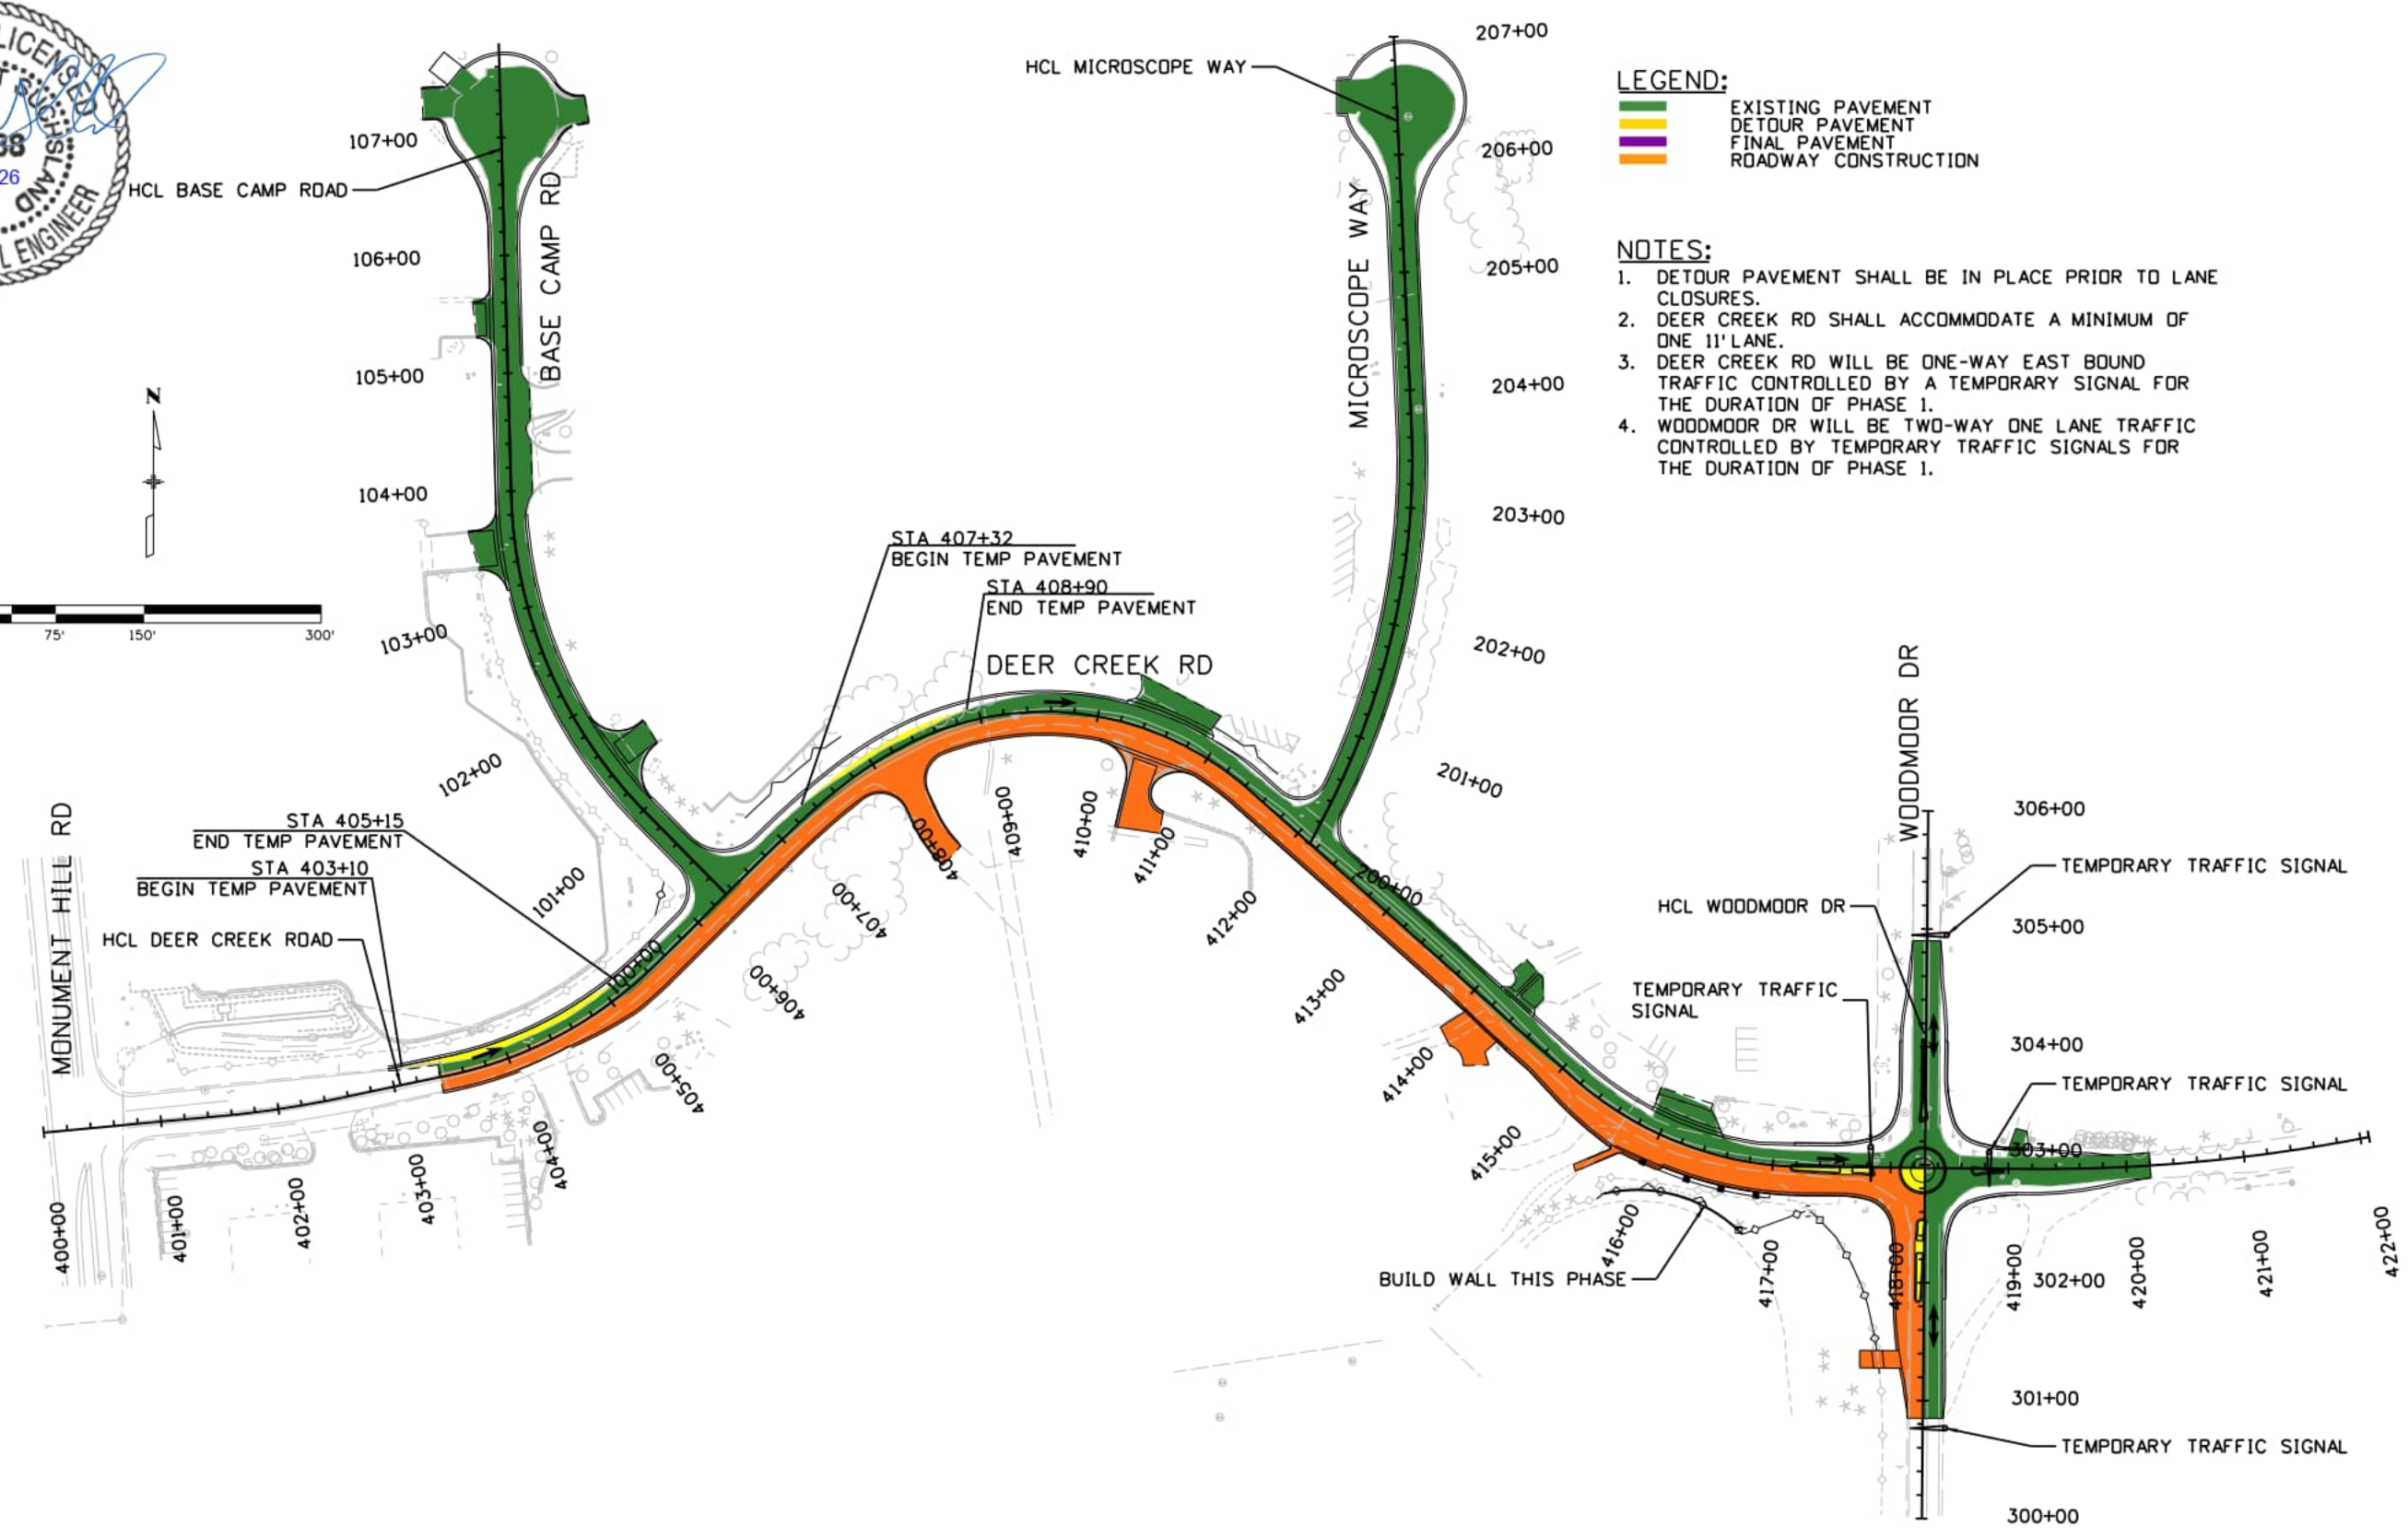 LICENSED
SUCHSLAND
38
26
L ENGINEER
HCL BASE CAMP ROAD
107+00
106+00
105+00
104+00
103+00
102+00
101+00
100+00
BASE CAMP RD
N
75'
150'
300'
HCL MICROSCOPE WAY
MICROSCOPE WAY
207+00
206+00
205+00
204+00
203+00
202+00
201+00
200+00
LEGEND:
EXISTING PAVEMENT
DETOUR PAVEMENT
FINAL PAVEMENT
ROADWAY CONSTRUCTION
NOTES:
1. DETOUR PAVEMENT SHALL BE IN PLACE PRIOR TO LANE
CLOSURES.
2. DEER CREEK RD SHALL ACCOMMODATE A MINIMUM OF
ONE 11' LANE.
3. DEER CREEK RD WILL BE ONE-WAY EAST BOUND
TRAFFIC CONTROLLED BY A TEMPORARY SIGNAL FOR
THE DURATION OF PHASE 1.
4. WOODMOOR DR WILL BE TWO-WAY ONE LANE TRAFFIC
CONTROLLED BY TEMPORARY TRAFFIC SIGNALS FOR
THE DURATION OF PHASE 1.
STA 407+32
BEGIN TEMP PAVEMENT
STA 408+90
END TEMP PAVEMENT
DEER CREEK RD
MONUMENT HILL RD
STA 405+15
END TEMP PAVEMENT
STA 403+10
BEGIN TEMP PAVEMENT
HCL DEER CREEK ROAD
400+00
401+00
402+00
403+00
404+00
405+00
406+00
407+00
408+00
409+00
410+00
411+00
412+00
413+00
414+00
415+00
416+00
417+00
418+00
419+00
420+00
421+00
422+00
BUILD WALL THIS PHASE
WOODMOOR DR
306+00
TEMPORARY TRAFFIC SIGNAL
HCL WOODMOOR DR
305+00
TEMPORARY TRAFFIC
SIGNAL
304+00
TEMPORARY TRAFFIC SIGNAL
303+00
302+00
301+00
TEMPORARY TRAFFIC SIGNAL
300+00